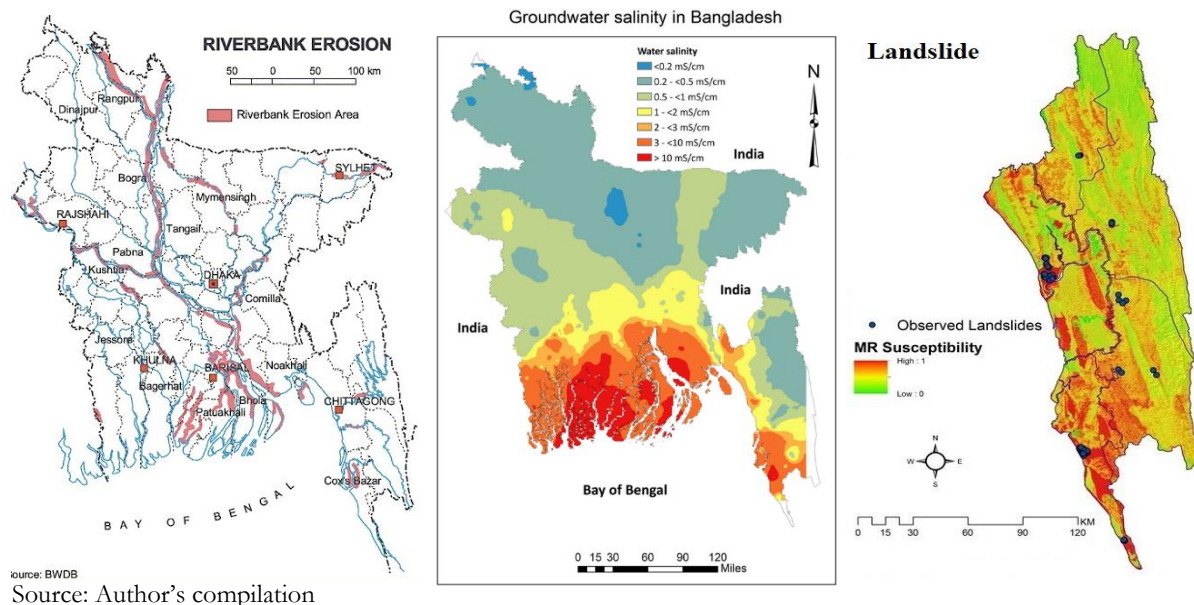 RIVERBANK EROSION
50 0 50 100 km
Riverbank Erosion Area
Rangpur
Dinajpur
SYLHET
Bogra
Mymensingh
RAJSHAHI
Tangail
Pabna
Kushtia
DHAKA
Comilla
Jessore
KHULNA
BARISAL
Noakhali
Bagerhat
Bhola
Patuakhali
CHITTAGONG
Cox's Bazar
BAY OF BENGAL
Source: BWDB
Groundwater salinity in Bangladesh
Water salinity
<0.2 mS/cm
0.2 - <0.5 mS/cm
0.5 - <1 mS/cm
1 - <2 mS/cm
2 - <3 mS/cm
3 - <10 mS/cm
> 10 mS/cm
N
India
India
India
Bay of Bengal
0 15 30 60 90 120
Miles
Landslide
Observed Landslides
MR Susceptibility
High : 1
Low : 0
N
W E
S
0 15 30 60 90 120 KM
Source: Author's compilation